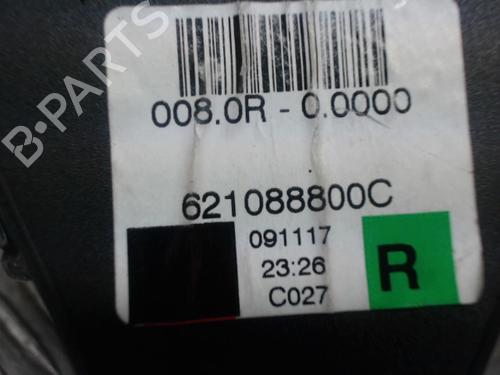 B-PARTS
008.0R - 0.0000
621088800C
091117
23:26
C027
R